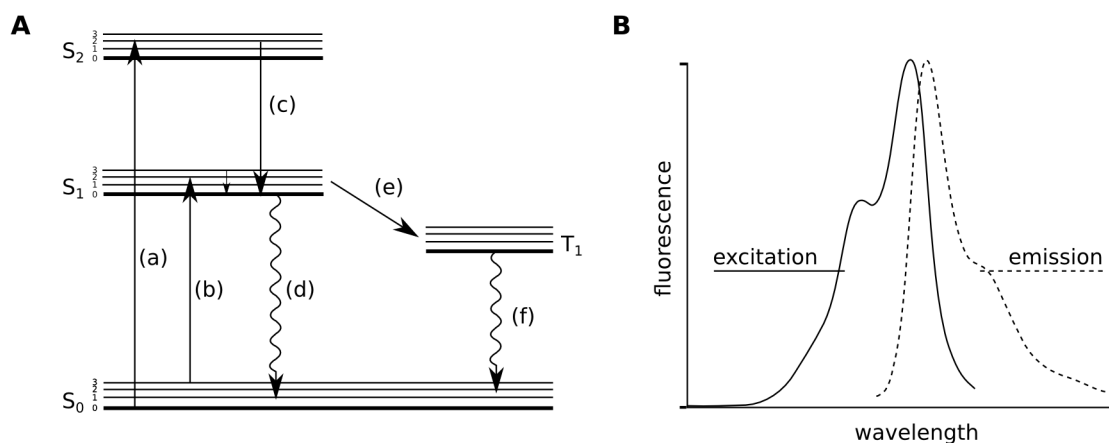 A
S2
3
2
1
0
(c)
S1
3
2
1
0
(e)
T1
(a)
(b)
(d)
(f)
S0
3
2
1
0
B
fluorescence
excitation
emission
wavelength